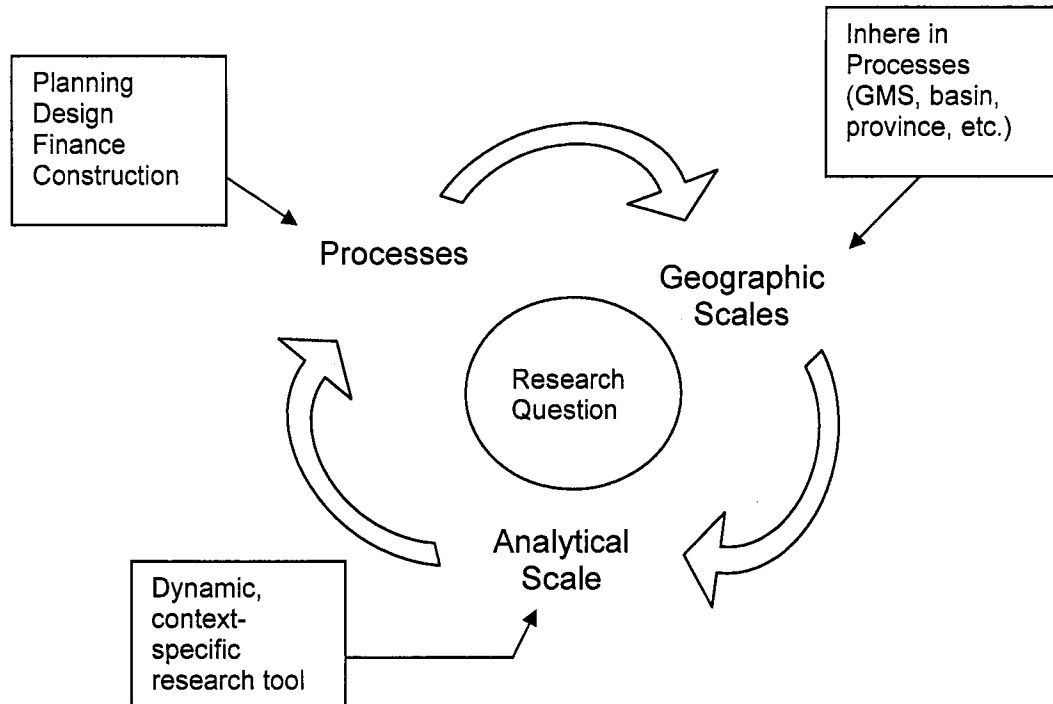 Planning
Design
Finance
Construction
Inhere in
Processes
(GMS, basin,
province, etc.)
Processes
Geographic
Scales
Research
Question
Analytical
Scale
Dynamic,
context-
specific
research tool